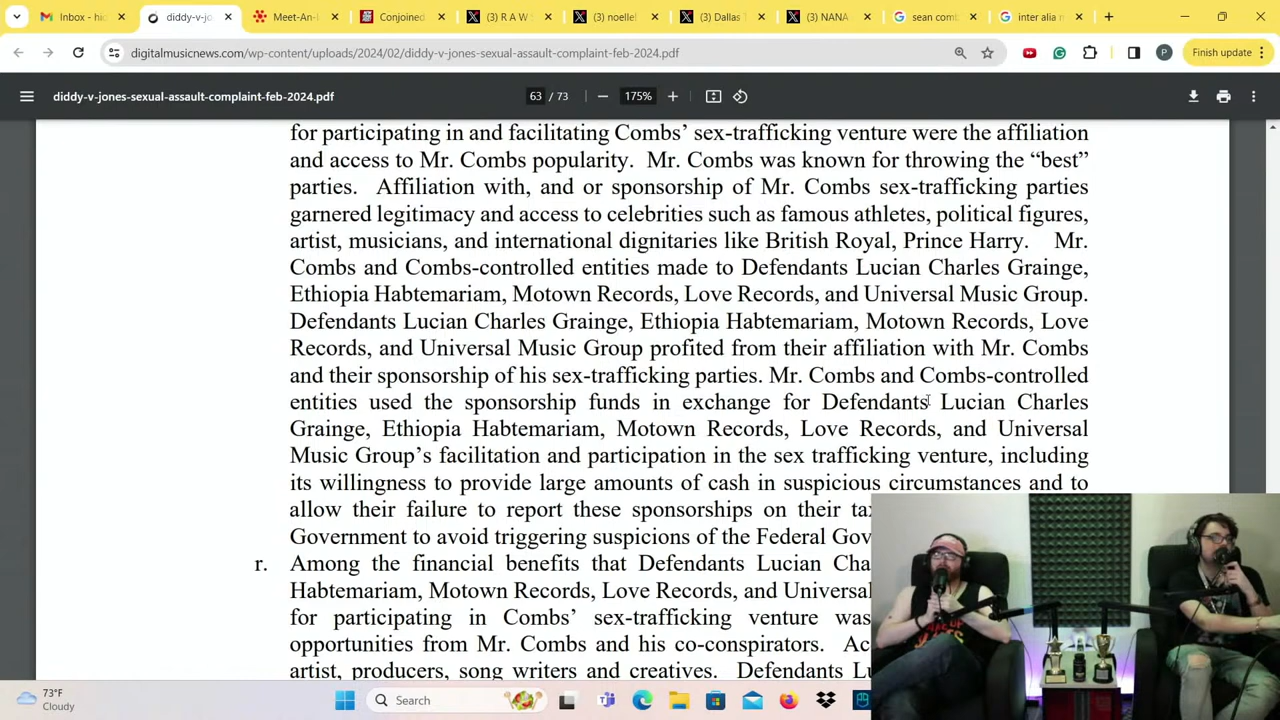 Inbox - hic
diddy-v-jo
Meet-An-I
Conjoined
(3) R A W S
(3) noellel
(3) Dallas T
(3) NANA
sean comb
inter alia m
digitalmusicnews.com/wp-content/uploads/2024/02/diddy-v-jones-sexual-assault-complaint-feb-2024.pdf
P
Finish update
diddy-v-jones-sexual-assault-complaint-feb-2024.pdf
63 / 73
175%
for participating in and facilitating Combs’ sex-trafficking venture were the affiliation
and access to Mr. Combs popularity. Mr. Combs was known for throwing the “best”
parties. Affiliation with, and or sponsorship of Mr. Combs sex-trafficking parties
garnered legitimacy and access to celebrities such as famous athletes, political figures,
artist, musicians, and international dignitaries like British Royal, Prince Harry. Mr.
Combs and Combs-controlled entities made to Defendants Lucian Charles Grainge,
Ethiopia Habtemariam, Motown Records, Love Records, and Universal Music Group.
Defendants Lucian Charles Grainge, Ethiopia Habtemariam, Motown Records, Love
Records, and Universal Music Group profited from their affiliation with Mr. Combs
and their sponsorship of his sex-trafficking parties. Mr. Combs and Combs-controlled
entities used the sponsorship funds in exchange for Defendants Lucian Charles
Grainge, Ethiopia Habtemariam, Motown Records, Love Records, and Universal
Music Group’s facilitation and participation in the sex trafficking venture, including
its willingness to provide large amounts of cash in suspicious circumstances and to
allow their failure to report these sponsorships on their tax
Government to avoid triggering suspicions of the Federal Gov
r. Among the financial benefits that Defendants Lucian Cha
Habtemariam, Motown Records, Love Records, and Universal
for participating in Combs’ sex-trafficking venture was
opportunities from Mr. Combs and his co-conspirators. Ac
artist, producers, song writers and creatives. Defendants Lu
73°F
Cloudy
Search